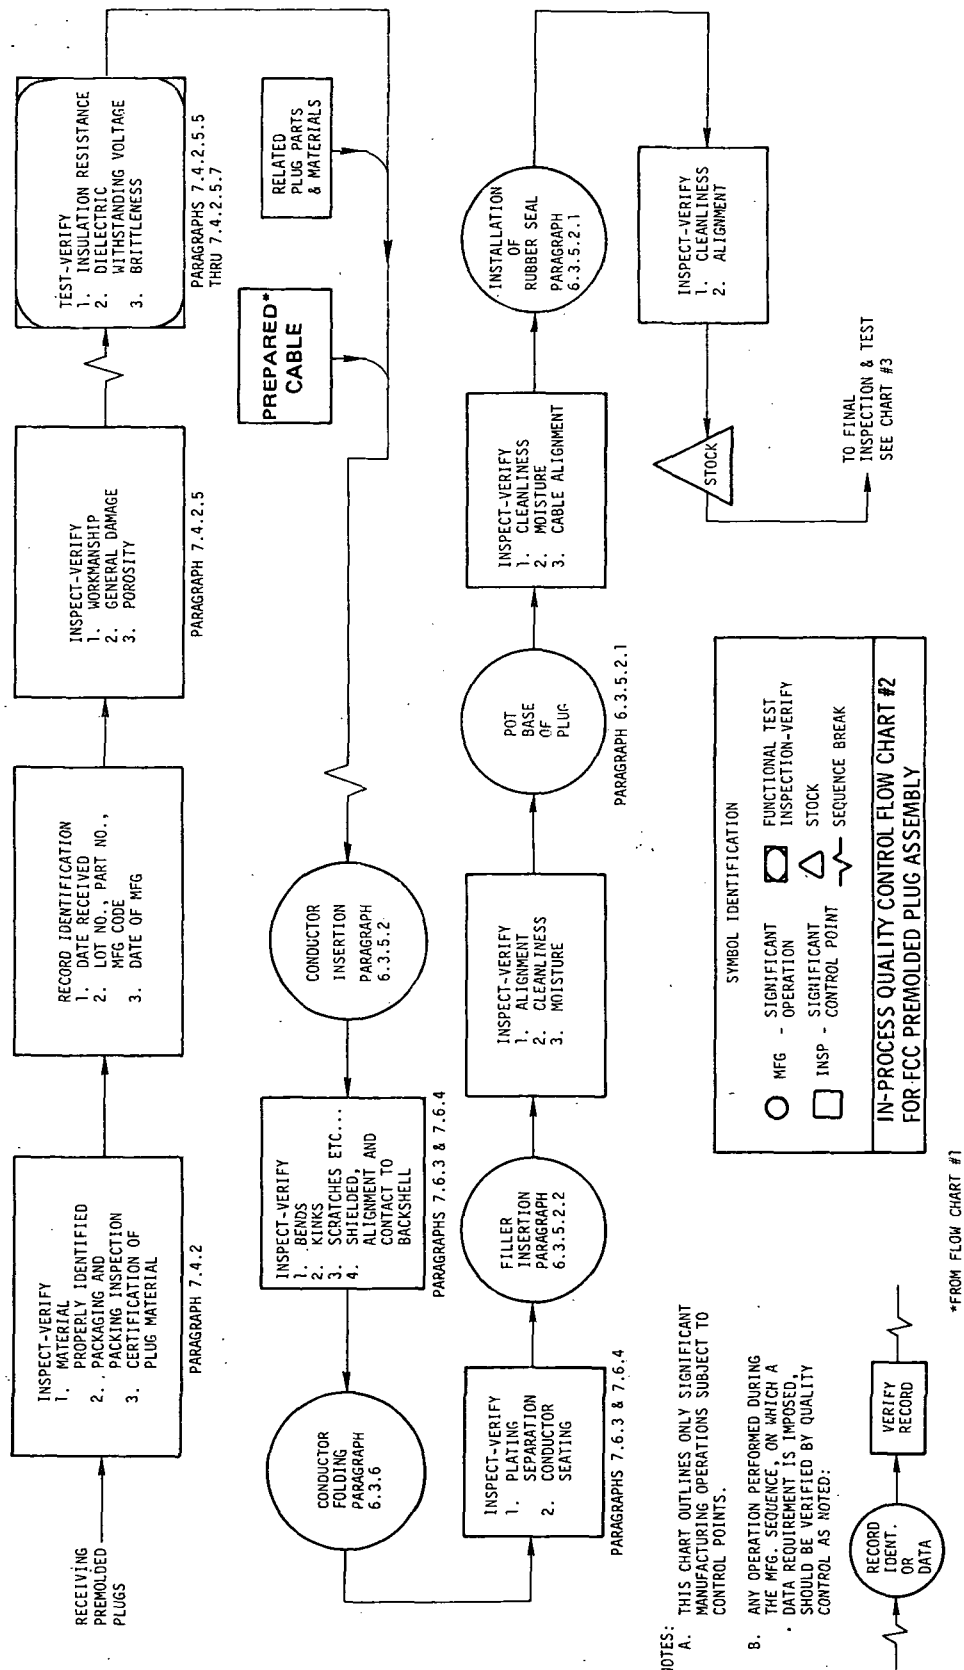 RECEIVING
PREMOLDED
PLUGS
INSPECT-VERIFY
1. MATERIAL
PROPERLY IDENTIFIED
2. PACKAGING AND
PACKING INSPECTION
3. CERTIFICATION OF
PLUG MATERIAL
PARAGRAPH 7.4.2
RECORD IDENTIFICATION
1. DATE RECEIVED
2. LOT NO., PART NO.,
MFG CODE
3. DATE OF MFG
INSPECT-VERIFY
1. WORKMANSHIP
2. GENERAL DAMAGE
3. POROSITY
PARAGRAPH 7.4.2.5
TEST-VERIFY
1. INSULATION RESISTANCE
2. DIELECTRIC
WITHSTANDING VOLTAGE
3. BRITTLENESS
PARAGRAPHS 7.4.2.5.5
THRU 7.4.2.5.7
RELATED
PLUG PARTS
& MATERIALS
PREPARED*
CABLE
CONDUCTOR
INSERTION
PARAGRAPH
6.3.5.2
INSPECT-VERIFY
1. BENDS
2. KINKS
3. SCRATCHES ETC...
4. SHIELDED,
ALIGNMENT AND
CONTACT TO
BACKSHELL
PARAGRAPHS 7.6.3 & 7.6.4
CONDUCTOR
FOLDING
PARAGRAPH
6.3.6
INSPECT-VERIFY
1. PLATING
SEPARATION
2. CONDUCTOR
SEATING
PARAGRAPHS 7.6.3 & 7.6.4
FILLER
INSERTION
PARAGRAPH
6.3.5.2.2
INSPECT-VERIFY
1. ALIGNMENT
2. CLEANLINESS
3. MOISTURE
POT
BASE
OF
PLUG
PARAGRAPH 6.3.5.2.1
INSPECT-VERIFY
1. CLEANLINESS
2. MOISTURE
3. CABLE ALIGNMENT
INSTALLATION
OF
RUBBER SEAL
PARAGRAPH
6.3.5.2.1
INSPECT-VERIFY
1. CLEANLINESS
2. ALIGNMENT
STOCK
TO FINAL
INSPECTION & TEST
SEE CHART #3
NOTES:
A. THIS CHART OUTLINES ONLY SIGNIFICANT
MANUFACTURING OPERATIONS SUBJECT TO
CONTROL POINTS.
B. ANY OPERATION PERFORMED DURING
THE MFG. SEQUENCE, ON WHICH A
DATA REQUIREMENT IS IMPOSED,
SHOULD BE VERIFIED BY QUALITY
CONTROL AS NOTED:
RECORD
IDENT.
OR
DATA
VERIFY
RECORD
SYMBOL IDENTIFICATION
MFG - SIGNIFICANT
OPERATION
INSP - SIGNIFICANT
CONTROL POINT
FUNCTIONAL TEST
INSPECTION-VERIFY
STOCK
SEQUENCE BREAK
IN-PROCESS QUALITY CONTROL FLOW CHART #2
FOR FCC PREMOLDED PLUG ASSEMBLY
*FROM FLOW CHART #1